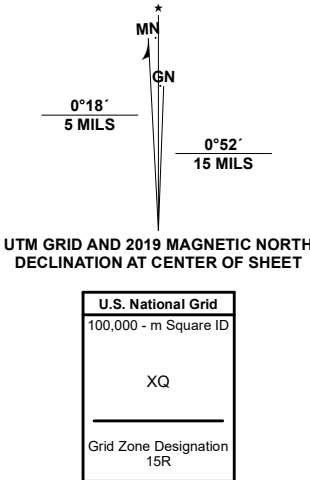 ★
MN
GN
0°18´
5 MILS
0°52´
15 MILS
UTM GRID AND 2019 MAGNETIC NORTH
DECLINATION AT CENTER OF SHEET
U.S. National Grid
100,000 - m Square ID
XQ
Grid Zone Designation
15R